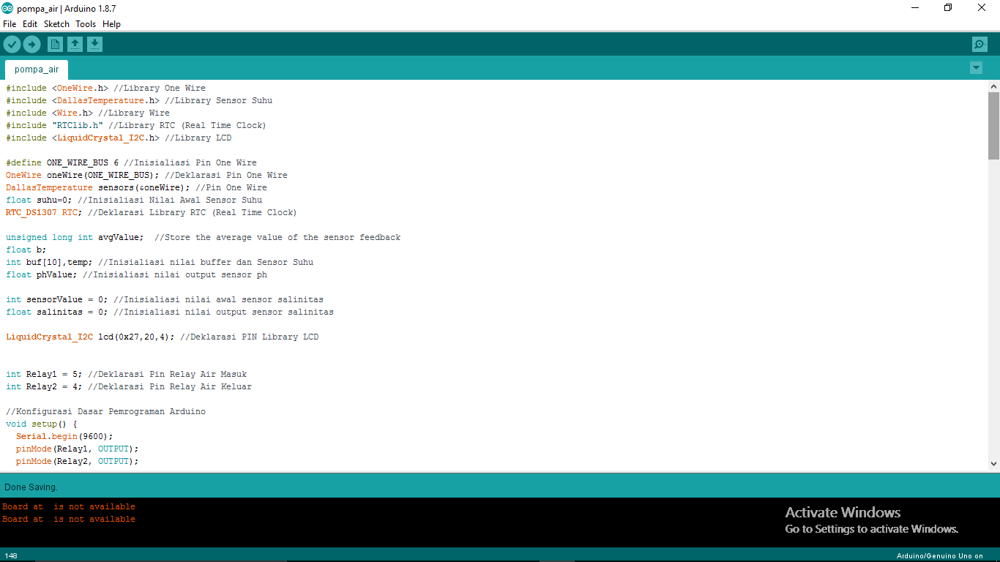 pompa_air | Arduino 1.8.7
File Edit Sketch Tools Help
pompa_air
#include <OneWire.h> //Library One Wire
#include <DallasTemperature.h> //Library Sensor Suhu
#include <Wire.h> //Library Wire
#include "RTClib.h" //Library RTC (Real Time Clock)
#include <LiquidCrystal_I2C.h> //Library LCD
#define ONE_WIRE_BUS 6 //Inisialiasi Pin One Wire
OneWire oneWire(ONE_WIRE_BUS); //Deklarasi Pin One Wire
DallasTemperature sensors(&oneWire); //Pin One Wire
float suhu=0; //Inisialiasi Nilai Awal Sensor Suhu
RTC_DS1307 RTC; //Deklarasi Library RTC (Real Time Clock)
unsigned long int avgValue;  //Store the average value of the sensor feedback
float b;
int buf[10],temp; //Inisialiasi nilai buffer dan Sensor Suhu
float phValue; //Inisialiasi nilai output sensor ph
int sensorValue = 0; //Inisialiasi nilai awal sensor salinitas
float salinitas = 0; //Inisialiasi nilai output sensor salinitas
LiquidCrystal_I2C lcd(0x27,20,4); //Deklarasi PIN Library LCD
int Relay1 = 5; //Deklarasi Pin Relay Air Masuk
int Relay2 = 4; //Deklarasi Pin Relay Air Keluar
//Konfigurasi Dasar Pemrograman Arduino
void setup() {
  Serial.begin(9600);
  pinMode(Relay1, OUTPUT);
  pinMode(Relay2, OUTPUT);
Done Saving.
Board at  is not available
Board at  is not available
Activate Windows
Go to Settings to activate Windows.
148
Arduino/Genuino Uno on